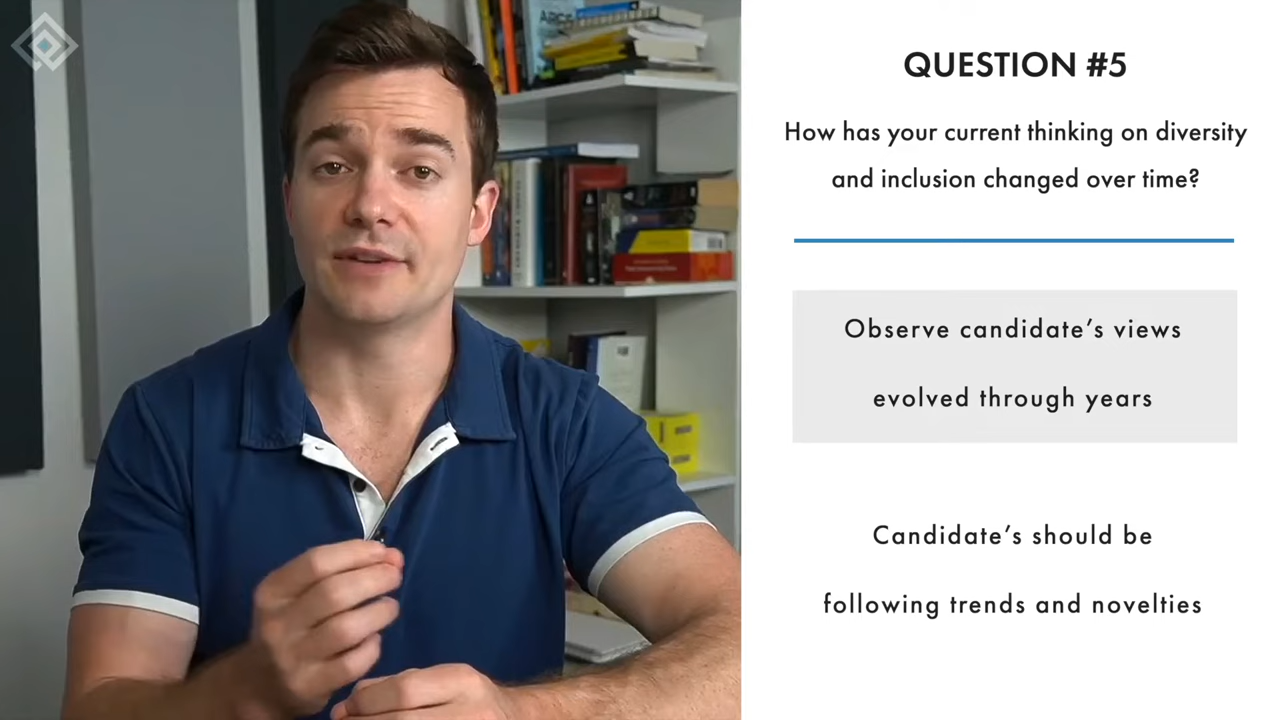 QUESTION #5
How has your current thinking on diversity
and inclusion changed over time?
Observe candidate's views
evolved through years
Candidate's should be
following trends and novelties